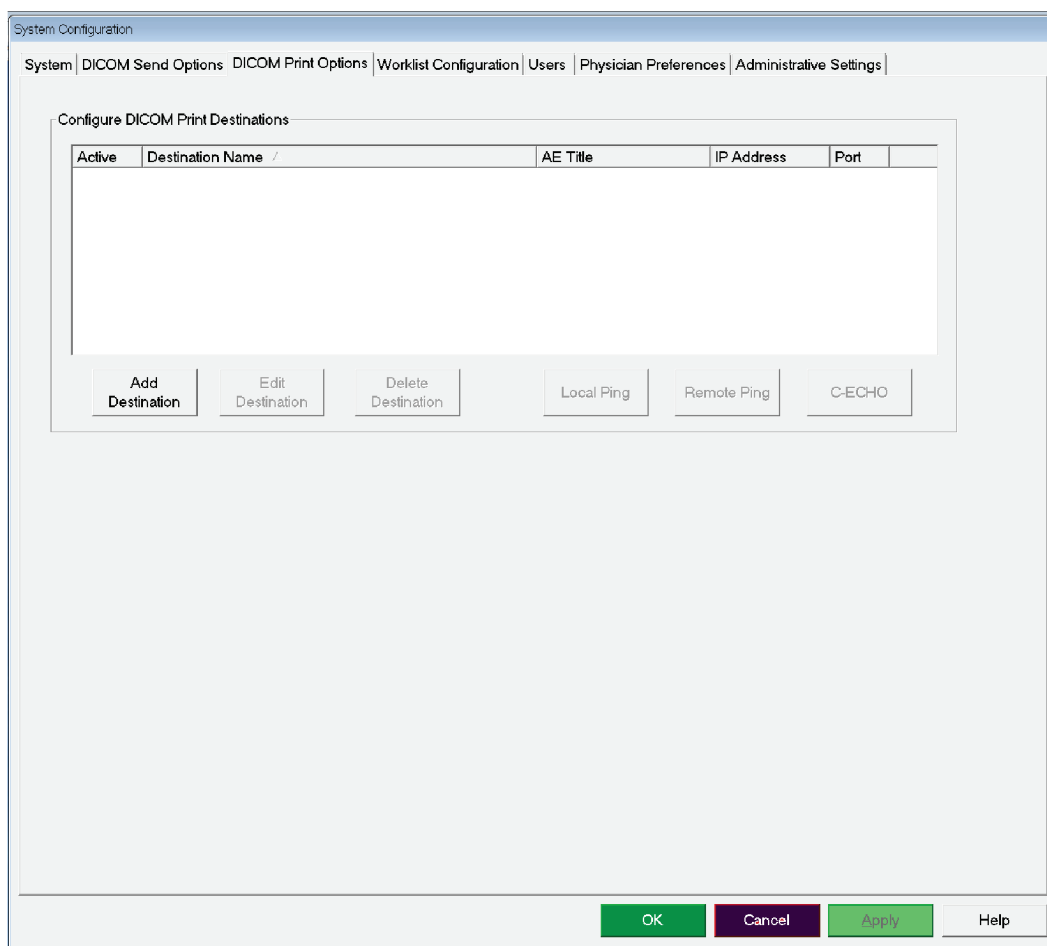 System Configuration
System DICOM Send Options DICOM Print Options Worklist Configuration Users Physician Preferences Administrative Settings
Configure DICOM Print Destinations
Active Destination Name AE Title IP Address Port
Add Destination
Edit Destination
Delete Destination
Local Ping
Remote Ping
C-ECHO
OK Cancel Apply Help